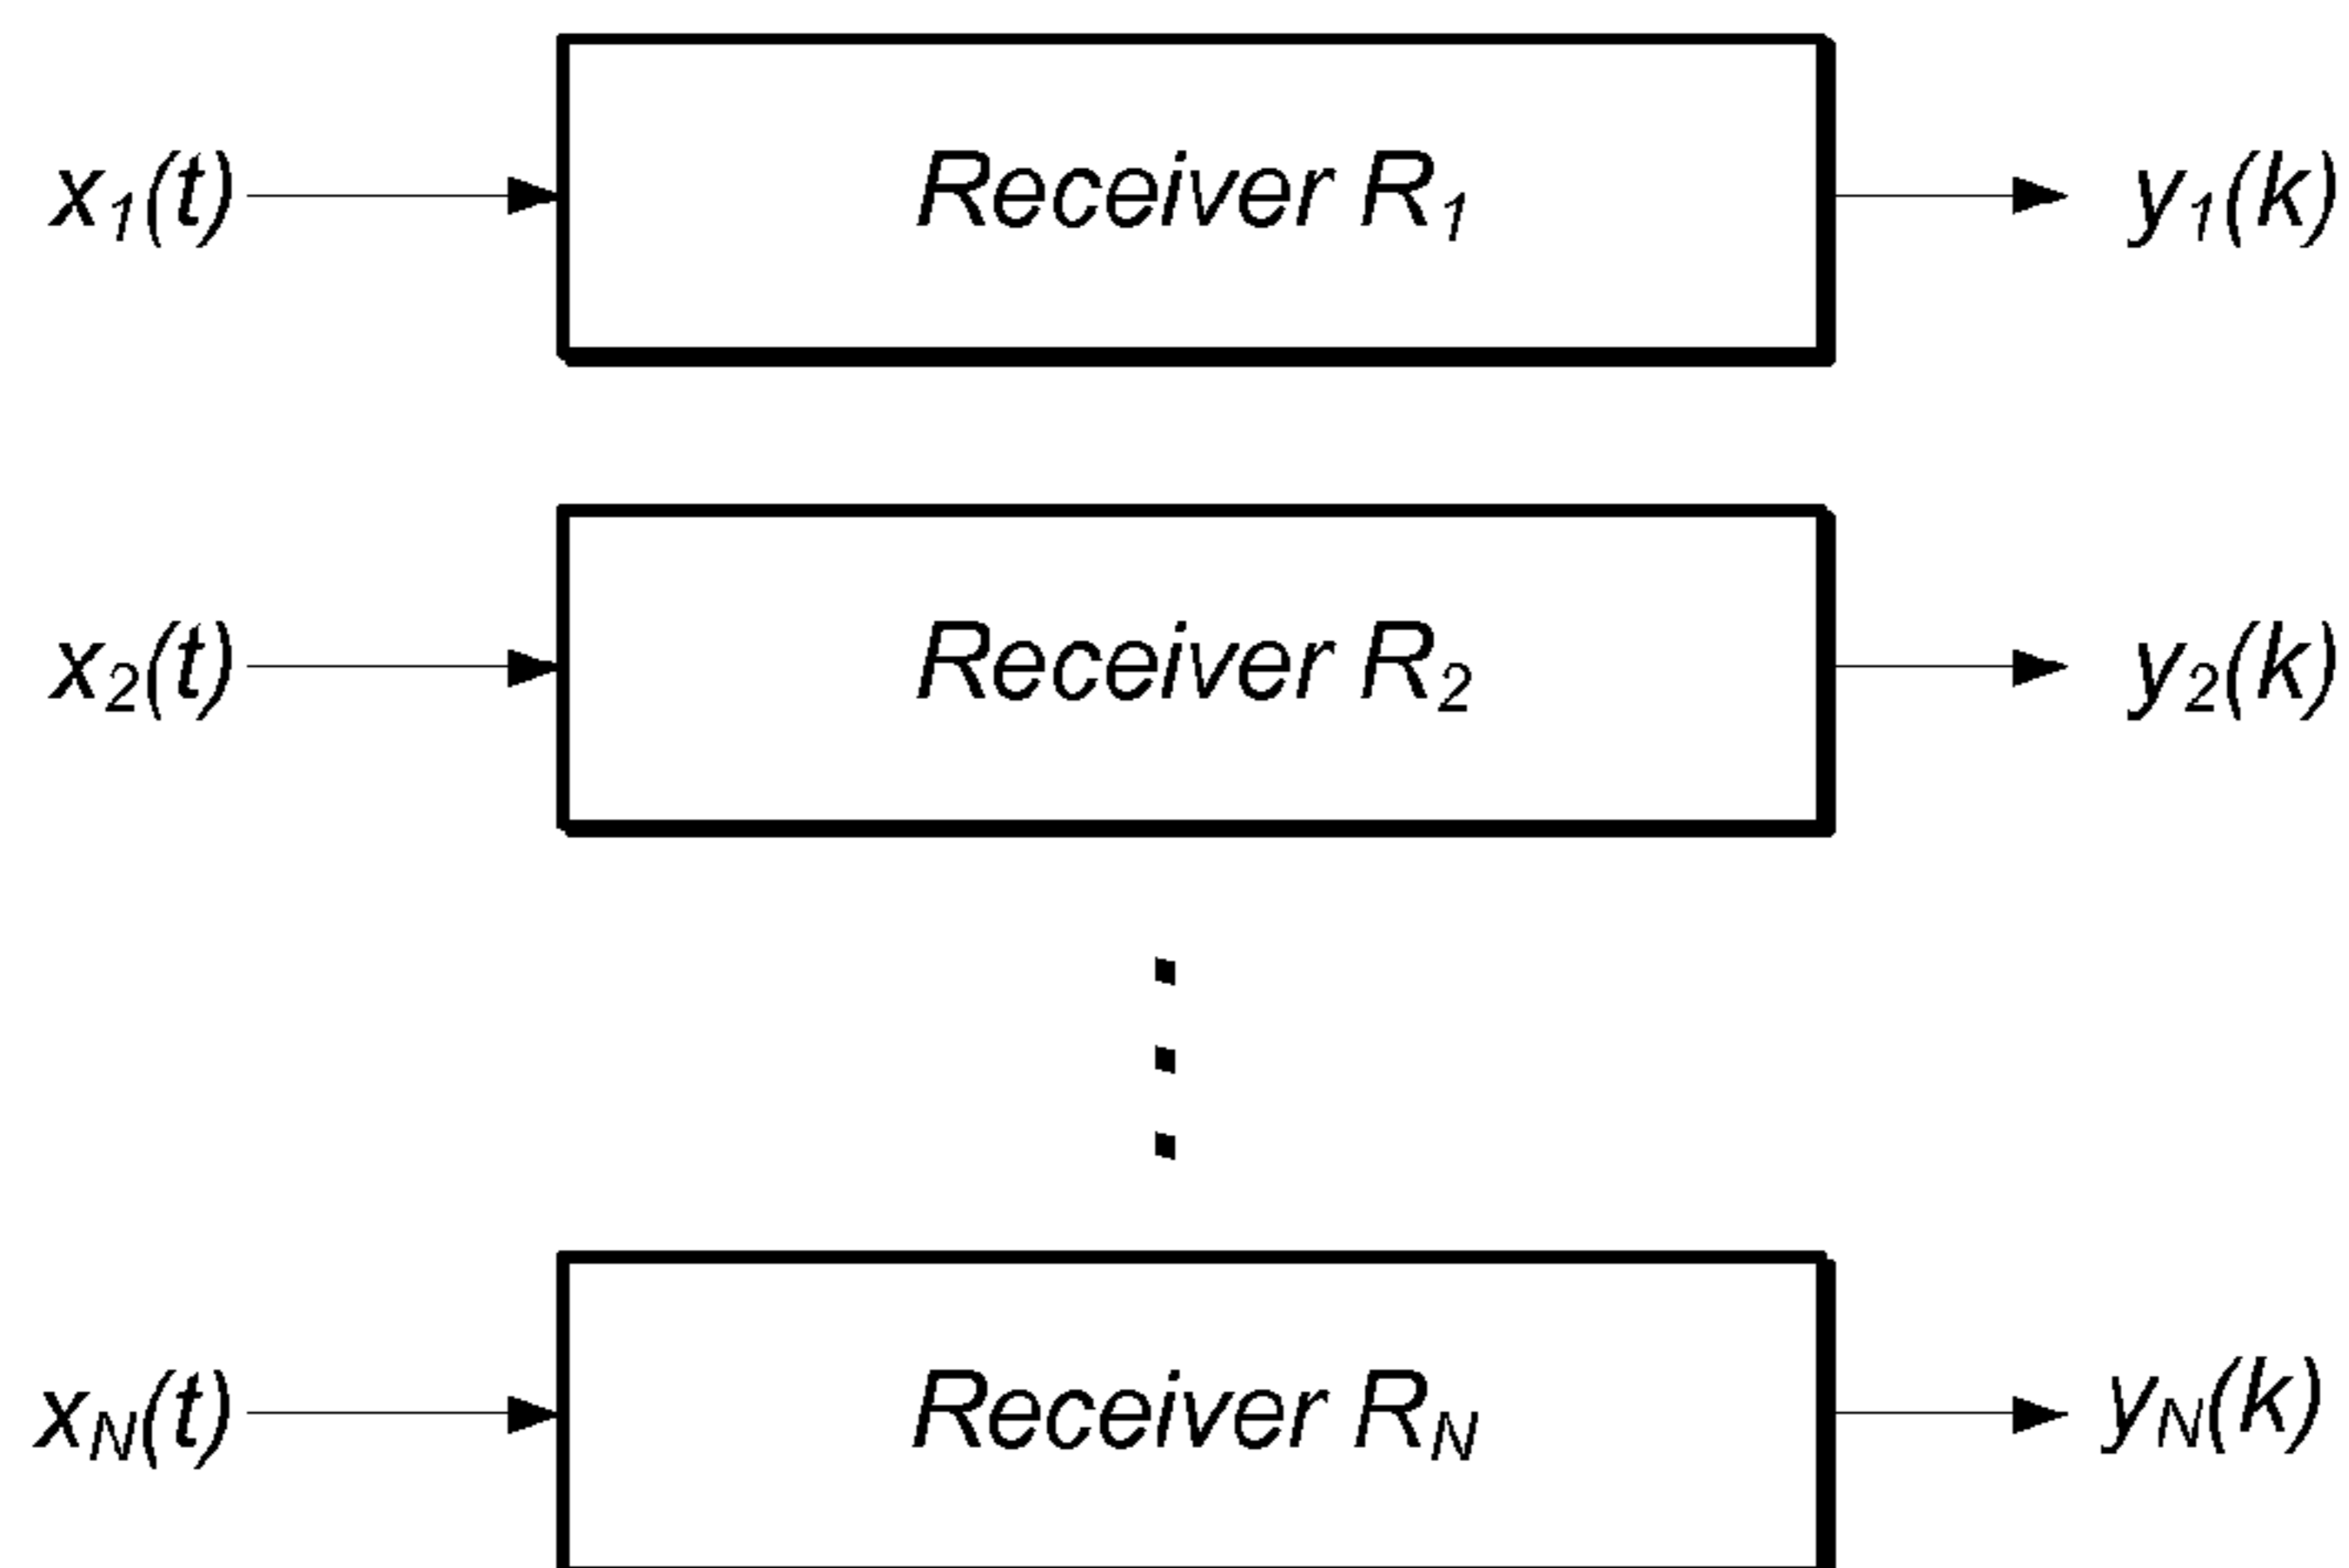 x1(t) Receiver R1 y1(k)
x2(t) Receiver R2 y2(k)
xN(t) Receiver RN yN(k)